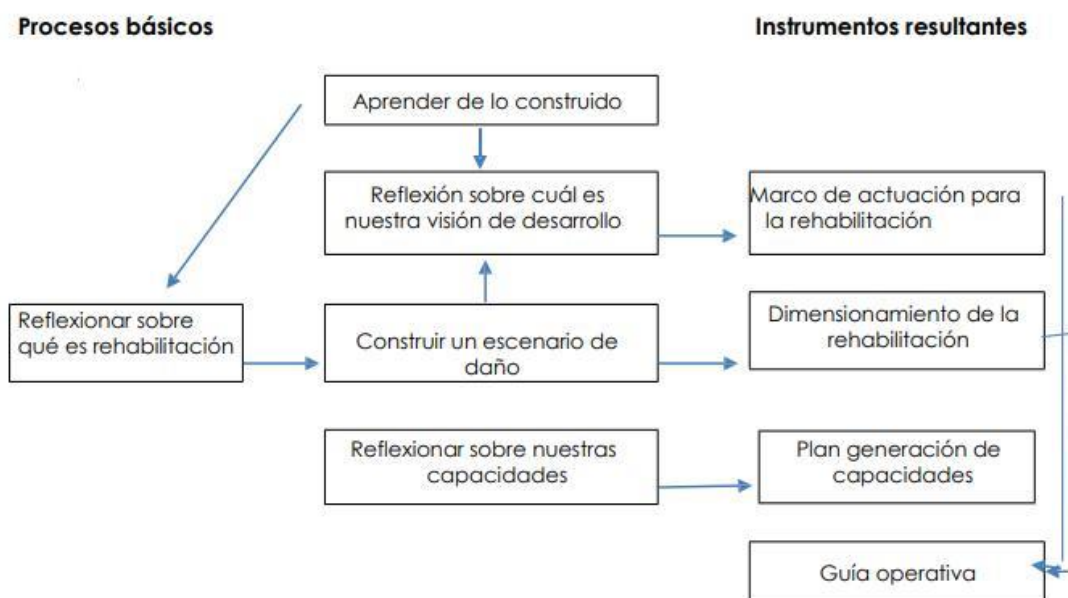 Procesos básicos
Instrumentos resultantes
Aprender de lo construido
Reflexión sobre cuál es
nuestra visión de desarrollo
Marco de actuación para
la rehabilitación
Reflexionar sobre
qué es rehabilitación
Construir un escenario de
daño
Dimensionamiento de la
rehabilitación
Reflexionar sobre nuestras
capacidades
Plan generación de
capacidades
Guía operativa